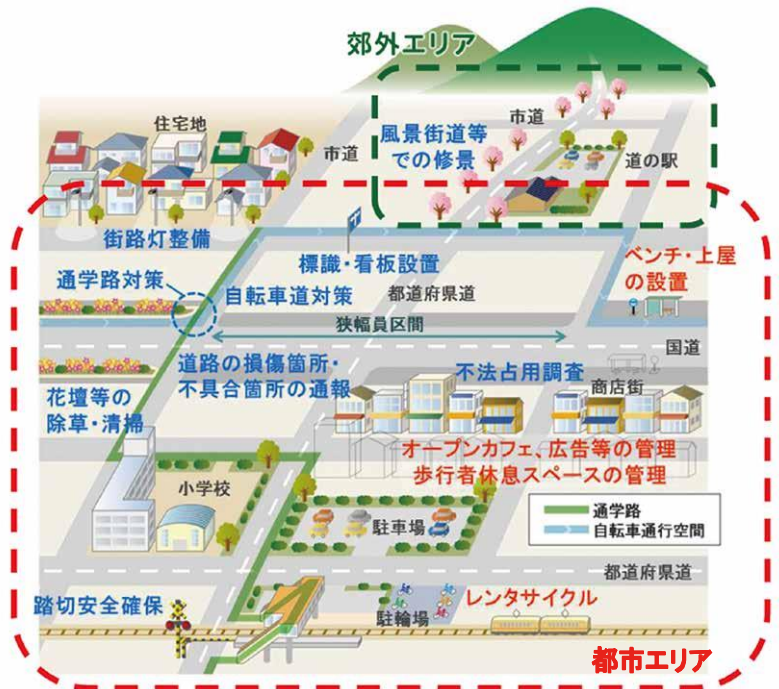 郊外エリア
住宅地
市道
市道
風景街道等
での修景
道の駅
街路灯整備
標識・看板設置
ベンチ・上屋
の設置
通学路対策
自転車道対策
都道府県道
狭幅員区間
国道
道路の損傷箇所・
不具合箇所の通報
不法占用調査
商店街
花壇等の
除草・清掃
オープンカフェ、広告等の管理
歩行者休息スペースの管理
小学校
通学路
自転車通行空間
駐車場
都道府県道
踏切安全確保
駐輪場
レンタサイクル
都市エリア